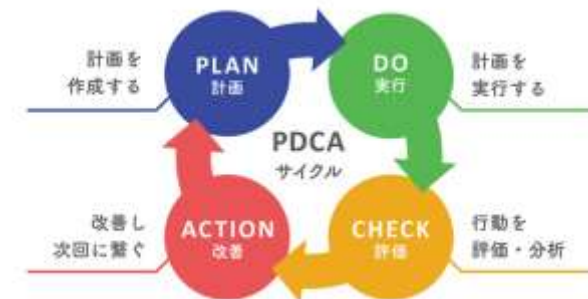 計画を
作成する
PLAN
計画
DO
実行
計画を
実行する
PDCA
サイクル
改善し
次回に繋ぐ
ACTION
改善
CHECK
評価
行動を
評価・分析